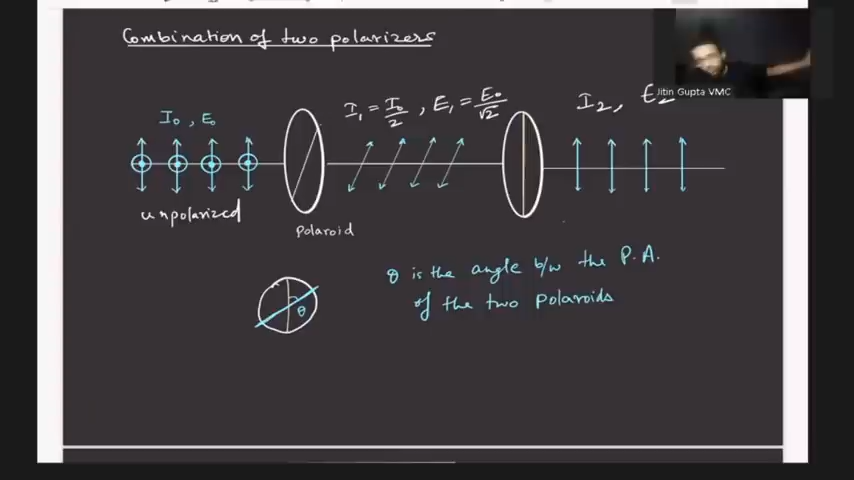 Combination of two polarizers
Jitin Gupta VMC
I₀ , E₀
I₁ = I₀/2 , E₁ = E₀/√2
I₂, E₂
unpolarized
Polaroid
θ is the angle b/w the P.A.
of the two Polaroids
θ